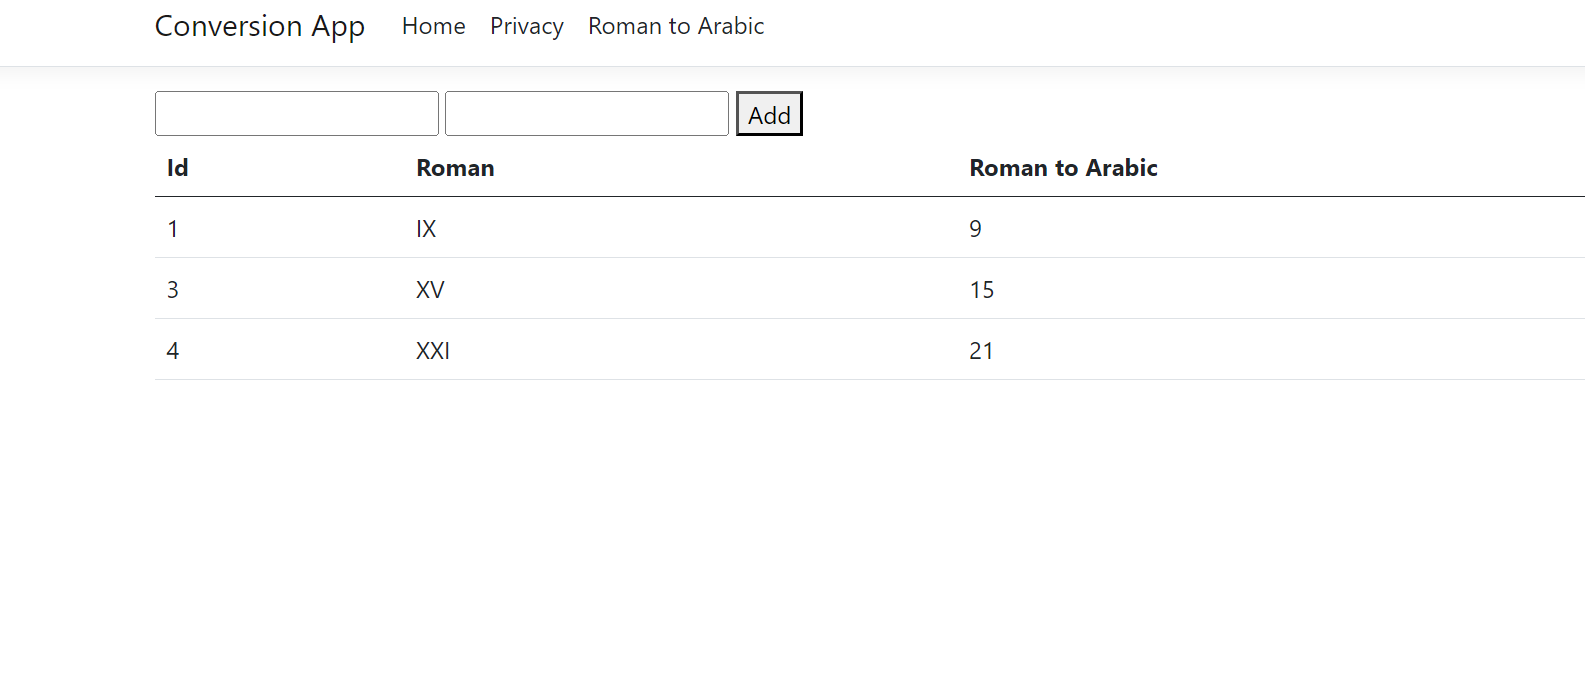 Conversion App Home Privacy Roman to Arabic
Add
Id Roman Roman to Arabic
1 IX 9
3 XV 15
4 XXI 21